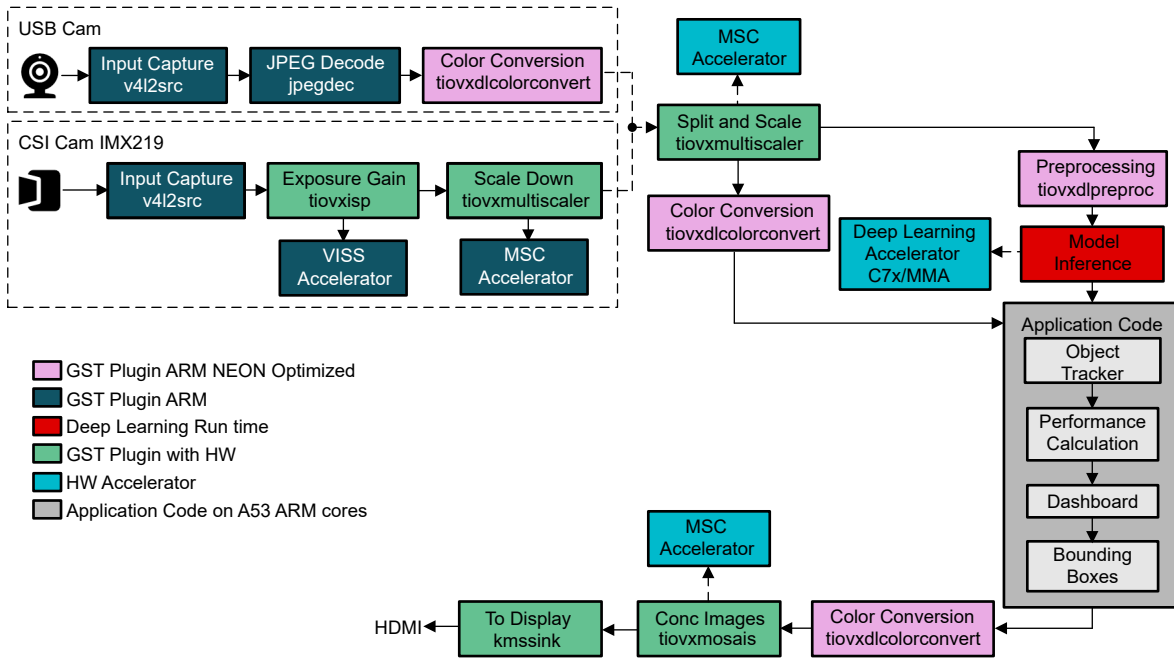 USB Cam
Input Capture
v4l2src
JPEG Decode
jpegdec
Color Conversion
tiovxdlcolorconvert
CSI Cam IMX219
Input Capture
v4l2src
Exposure Gain
tiovxisp
Scale Down
tiovxmultiscaler
VISS
Accelerator
MSC
Accelerator
MSC
Accelerator
Split and Scale
tiovxmultiscaler
Color Conversion
tiovxdlcolorconvert
Preprocessing
tiovxdlpreproc
Deep Learning
Accelerator
C7x/MMA
Model
Inference
Application Code
Object
Tracker
Performance
Calculation
Dashboard
Bounding
Boxes
GST Plugin ARM NEON Optimized
GST Plugin ARM
Deep Learning Run time
GST Plugin with HW
HW Accelerator
Application Code on A53 ARM cores
MSC
Accelerator
HDMI
To Display
kmssink
Conc Images
tiovxmosais
Color Conversion
tiovxdlcolorconvert